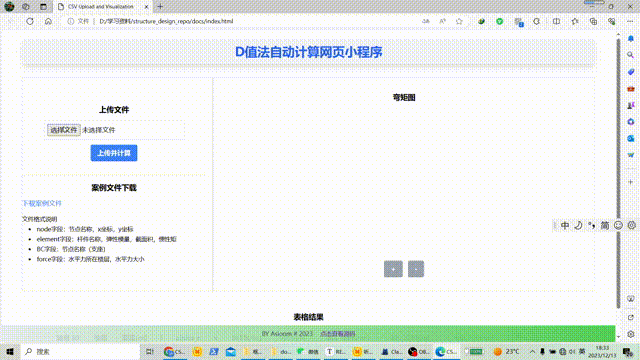 CSV Upload and Visualization
文件
D:/学习资料/structure_design_repo/docs/index.html
D值法自动计算网页小程序
上传文件
选择文件 未选择文件
上传并计算
弯矩图
+
-
案例文件下载
下载案例文件
文件格式说明
node字段：节点名称，x坐标，y坐标
element字段：杆件名称，弹性模量，截面积，惯性矩
BC字段：节点名称（支座）
force字段：水平力所在楼层，水平力大小
中 简
表格结果
BY Asionm # 2023 点击查看源码
搜索
23°C
英
18:33
2023/12/13